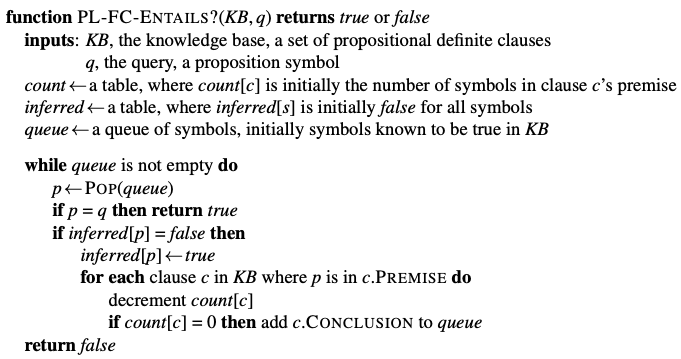 function PL-FC-ENTAILS?(KB, q) returns true or false
inputs: KB, the knowledge base, a set of propositional definite clauses
q, the query, a proposition symbol
count ← a table, where count[c] is initially the number of symbols in clause c's premise
inferred ← a table, where inferred[s] is initially false for all symbols
queue ← a queue of symbols, initially symbols known to be true in KB
while queue is not empty do
p ← POP(queue)
if p = q then return true
if inferred[p] = false then
inferred[p] ← true
for each clause c in KB where p is in c.PREMISE do
decrement count[c]
if count[c] = 0 then add c.CONCLUSION to queue
return false